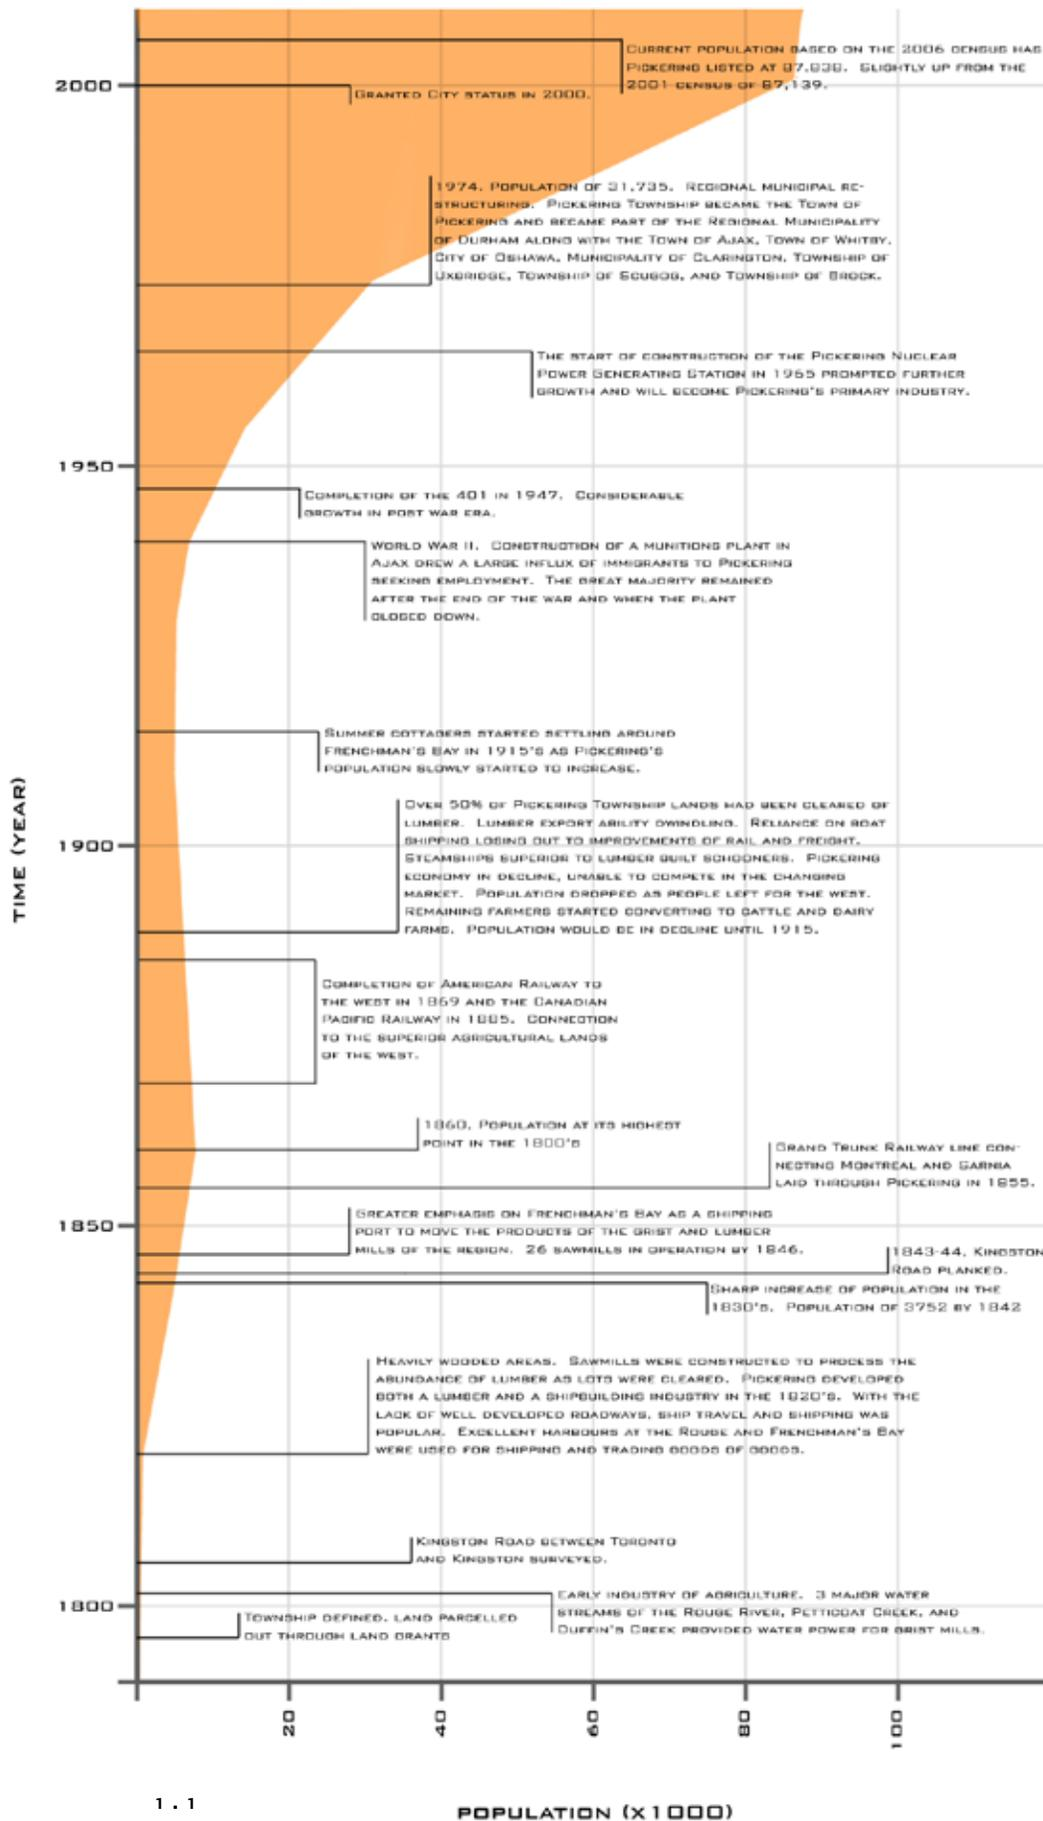 CURRENT POPULATION BASED ON THE 2006 CENSUS HAS
PICKERING LISTED AT 87,838. SLIGHTLY UP FROM THE
2001 CENSUS OF 87,139.
2000
GRANTED CITY STATUS IN 2000.
1974. POPULATION OF 31,735. REGIONAL MUNICIPAL RE-
STRUCTURING. PICKERING TOWNSHIP BECAME THE TOWN OF
PICKERING AND BECAME PART OF THE REGIONAL MUNICIPALITY
OF DURHAM ALONG WITH THE TOWN OF AJAX, TOWN OF WHITBY,
CITY OF OSHAWA, MUNICIPALITY OF CLARINGTON, TOWNSHIP OF
UXBRIDGE, TOWNSHIP OF SCUGOG, AND TOWNSHIP OF BROCK.
THE START OF CONSTRUCTION OF THE PICKERING NUCLEAR
POWER GENERATING STATION IN 1965 PROMPTED FURTHER
GROWTH AND WILL BECOME PICKERING'S PRIMARY INDUSTRY.
1950
COMPLETION OF THE 401 IN 1947. CONSIDERABLE
GROWTH IN POST WAR ERA.
WORLD WAR II. CONSTRUCTION OF A MUNITIONS PLANT IN
AJAX DREW A LARGE INFLUX OF IMMIGRANTS TO PICKERING
SEEKING EMPLOYMENT. THE GREAT MAJORITY REMAINED
AFTER THE END OF THE WAR AND WHEN THE PLANT
CLOSED DOWN.
SUMMER COTTAGERS STARTED SETTLING AROUND
FRENCHMAN'S BAY IN 1915'S AS PICKERING'S
POPULATION SLOWLY STARTED TO INCREASE.
TIME (YEAR)
OVER 50% OF PICKERING TOWNSHIP LANDS HAD BEEN CLEARED OF
LUMBER. LUMBER EXPORT ABILITY DWINDLING. RELIANCE ON BOAT
SHIPPING LOSING OUT TO IMPROVEMENTS OF RAIL AND FREIGHT.
1900
STEAMSHIPS SUPERIOR TO LUMBER BUILT SCHOONERS. PICKERING
ECONOMY IN DECLINE, UNABLE TO COMPETE IN THE CHANGING
MARKET. POPULATION DROPPED AS PEOPLE LEFT FOR THE WEST.
REMAINING FARMERS STARTED CONVERTING TO CATTLE AND DAIRY
FARMS. POPULATION WOULD BE IN DECLINE UNTIL 1915.
COMPLETION OF AMERICAN RAILWAY TO
THE WEST IN 1869 AND THE CANADIAN
PACIFIC RAILWAY IN 1885. CONNECTION
TO THE SUPERIOR AGRICULTURAL LANDS
OF THE WEST.
1860, POPULATION AT ITS HIGHEST
POINT IN THE 1800'S
GRAND TRUNK RAILWAY LINE CON-
NECTING MONTREAL AND SARNIA
LAID THROUGH PICKERING IN 1855.
1850
GREATER EMPHASIS ON FRENCHMAN'S BAY AS A SHIPPING
PORT TO MOVE THE PRODUCTS OF THE GRIST AND LUMBER
MILLS OF THE REGION. 26 SAWMILLS IN OPERATION BY 1846.
1843-44, KINGSTON
ROAD PLANKED.
SHARP INCREASE OF POPULATION IN THE
1830'S. POPULATION OF 3752 BY 1842
HEAVILY WOODED AREAS. SAWMILLS WERE CONSTRUCTED TO PROCESS THE
ABUNDANCE OF LUMBER AS LOTS WERE CLEARED. PICKERING DEVELOPED
BOTH A LUMBER AND A SHIPBUILDING INDUSTRY IN THE 1820'S. WITH THE
LACK OF WELL DEVELOPED ROADWAYS, SHIP TRAVEL AND SHIPPING WAS
POPULAR. EXCELLENT HARBOURS AT THE ROUGE AND FRENCHMAN'S BAY
WERE USED FOR SHIPPING AND TRADING GOODS OF GOODS.
KINGSTON ROAD BETWEEN TORONTO
AND KINGSTON SURVEYED.
EARLY INDUSTRY OF AGRICULTURE. 3 MAJOR WATER
STREAMS OF THE ROUGE RIVER, PETTICOAT CREEK, AND
DUFFIN'S CREEK PROVIDED WATER POWER FOR GRIST MILLS.
1800
TOWNSHIP DEFINED. LAND PARCELLED
OUT THROUGH LAND GRANTS
20
40
60
80
100
1.1
POPULATION (X1000)